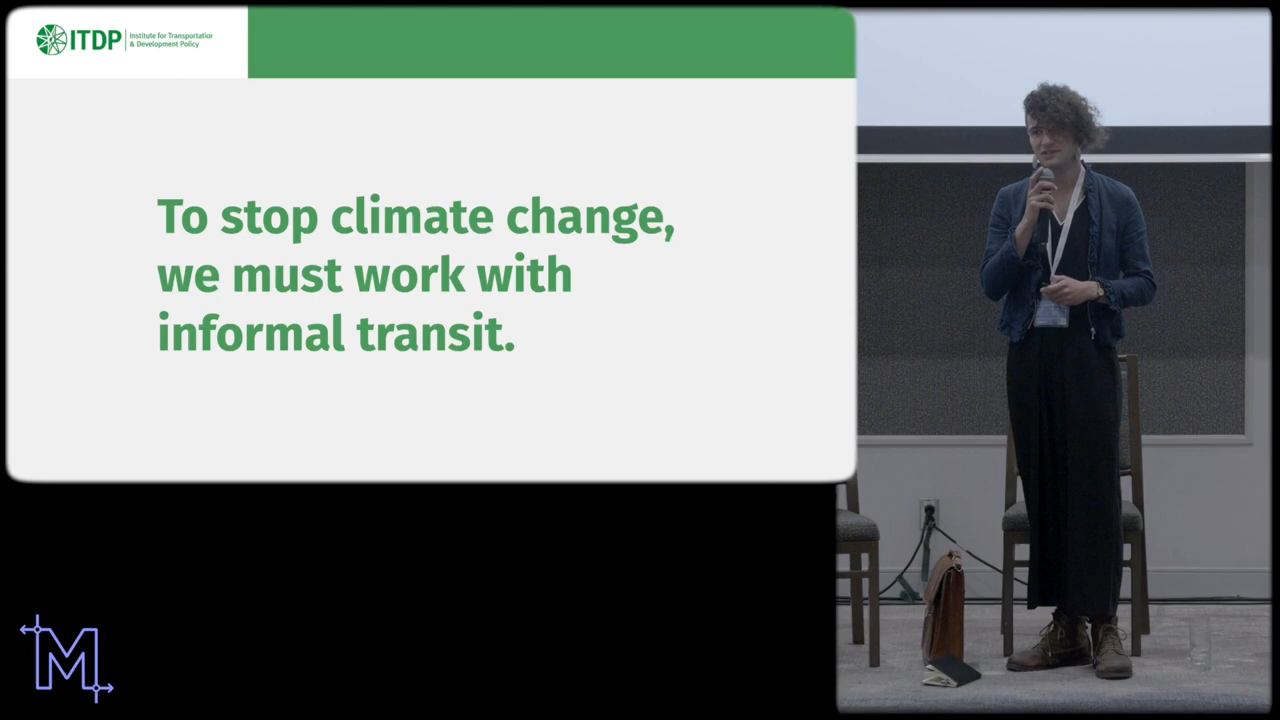 ITDP
Institute for Transportation
& Development Policy
To stop climate change,
we must work with
informal transit.
M